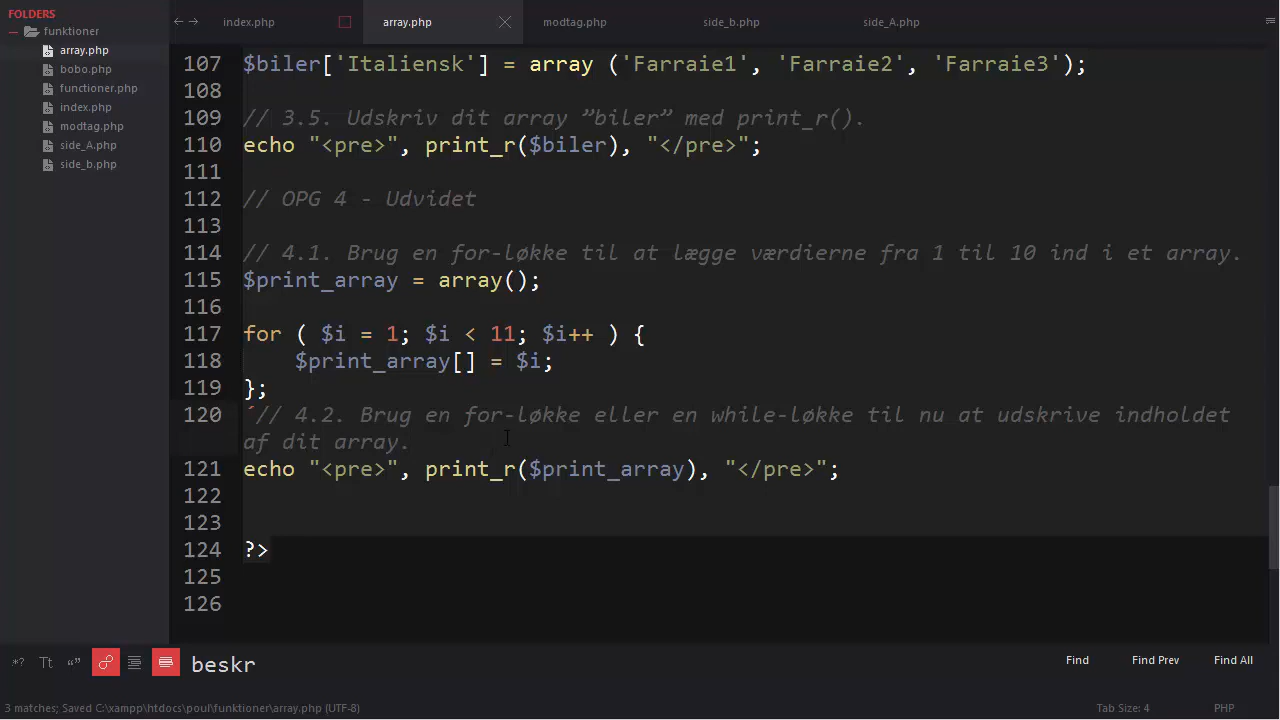 FOLDERS
funktioner
array.php
bobo.php
functioner.php
index.php
modtag.php
side_A.php
side_b.php
index.php array.php modtag.php side_b.php side_A.php
107 $biler['Italiensk'] = array ('Farraie1', 'Farraie2', 'Farraie3');
108
109 // 3.5. Udskriv dit array ”biler” med print_r().
110 echo "<pre>", print_r($biler), "</pre>";
111
112 // OPG 4 - Udvidet
113
114 // 4.1. Brug en for-løkke til at lægge værdierne fra 1 til 10 ind i et array.
115 $print_array = array();
116
117 for ( $i = 1; $i < 11; $i++ ) {
118 $print_array[] = $i;
119 };
120 ´// 4.2. Brug en for-løkke eller en while-løkke til nu at udskrive indholdet
af dit array.
121 echo "<pre>", print_r($print_array), "</pre>";
122
123
124 ?>
125
126
.* Tt “” beskr Find Find Prev Find All
3 matches; Saved C:\xampp\htdocs\poul\funktioner\array.php (UTF-8) Tab Size: 4 PHP